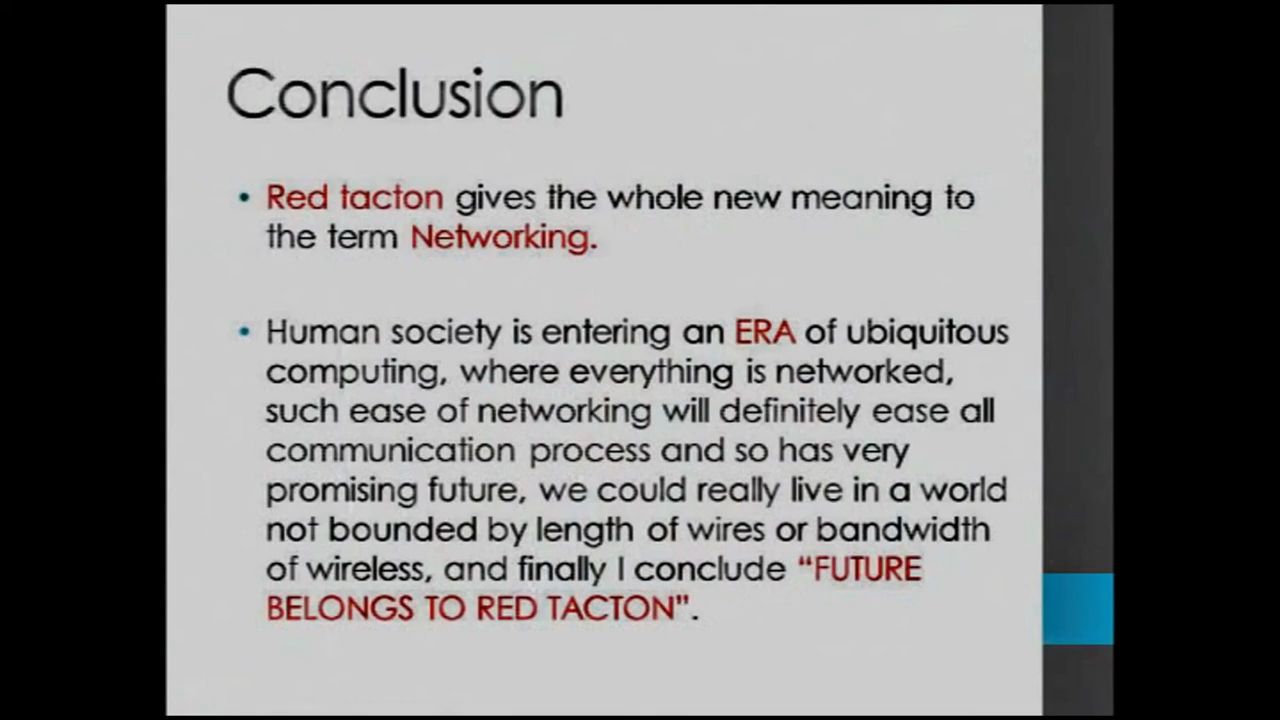 Conclusion
• Red tacton gives the whole new meaning to
the term Networking.
• Human society is entering an ERA of ubiquitous
computing, where everything is networked,
such ease of networking will definitely ease all
communication process and so has very
promising future, we could really live in a world
not bounded by length of wires or bandwidth
of wireless, and finally I conclude “FUTURE
BELONGS TO RED TACTON”.